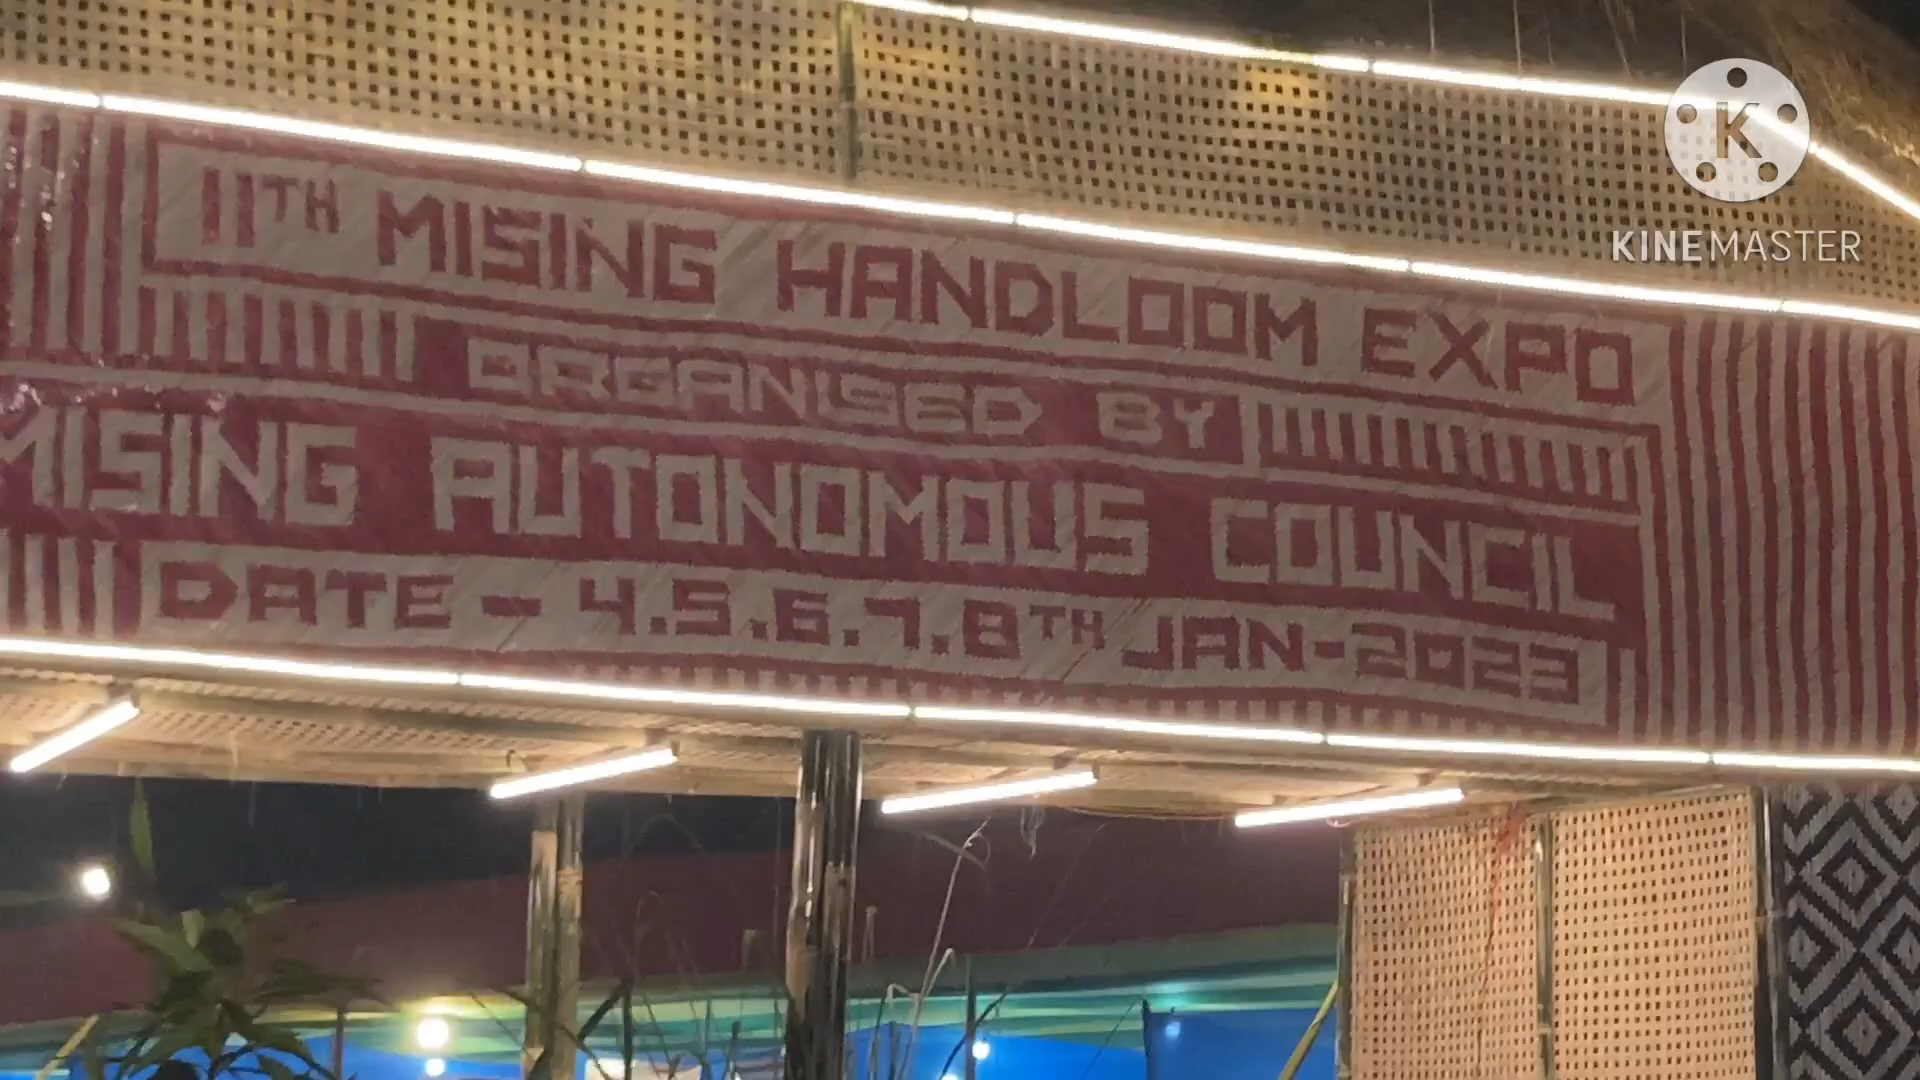 11TH MISING HANDLOOM EXPO
ORGANISED BY
MISING AUTONOMOUS COUNCIL
DATE - 4.5.6.7.8TH JAN-2023
K
KINEMASTER